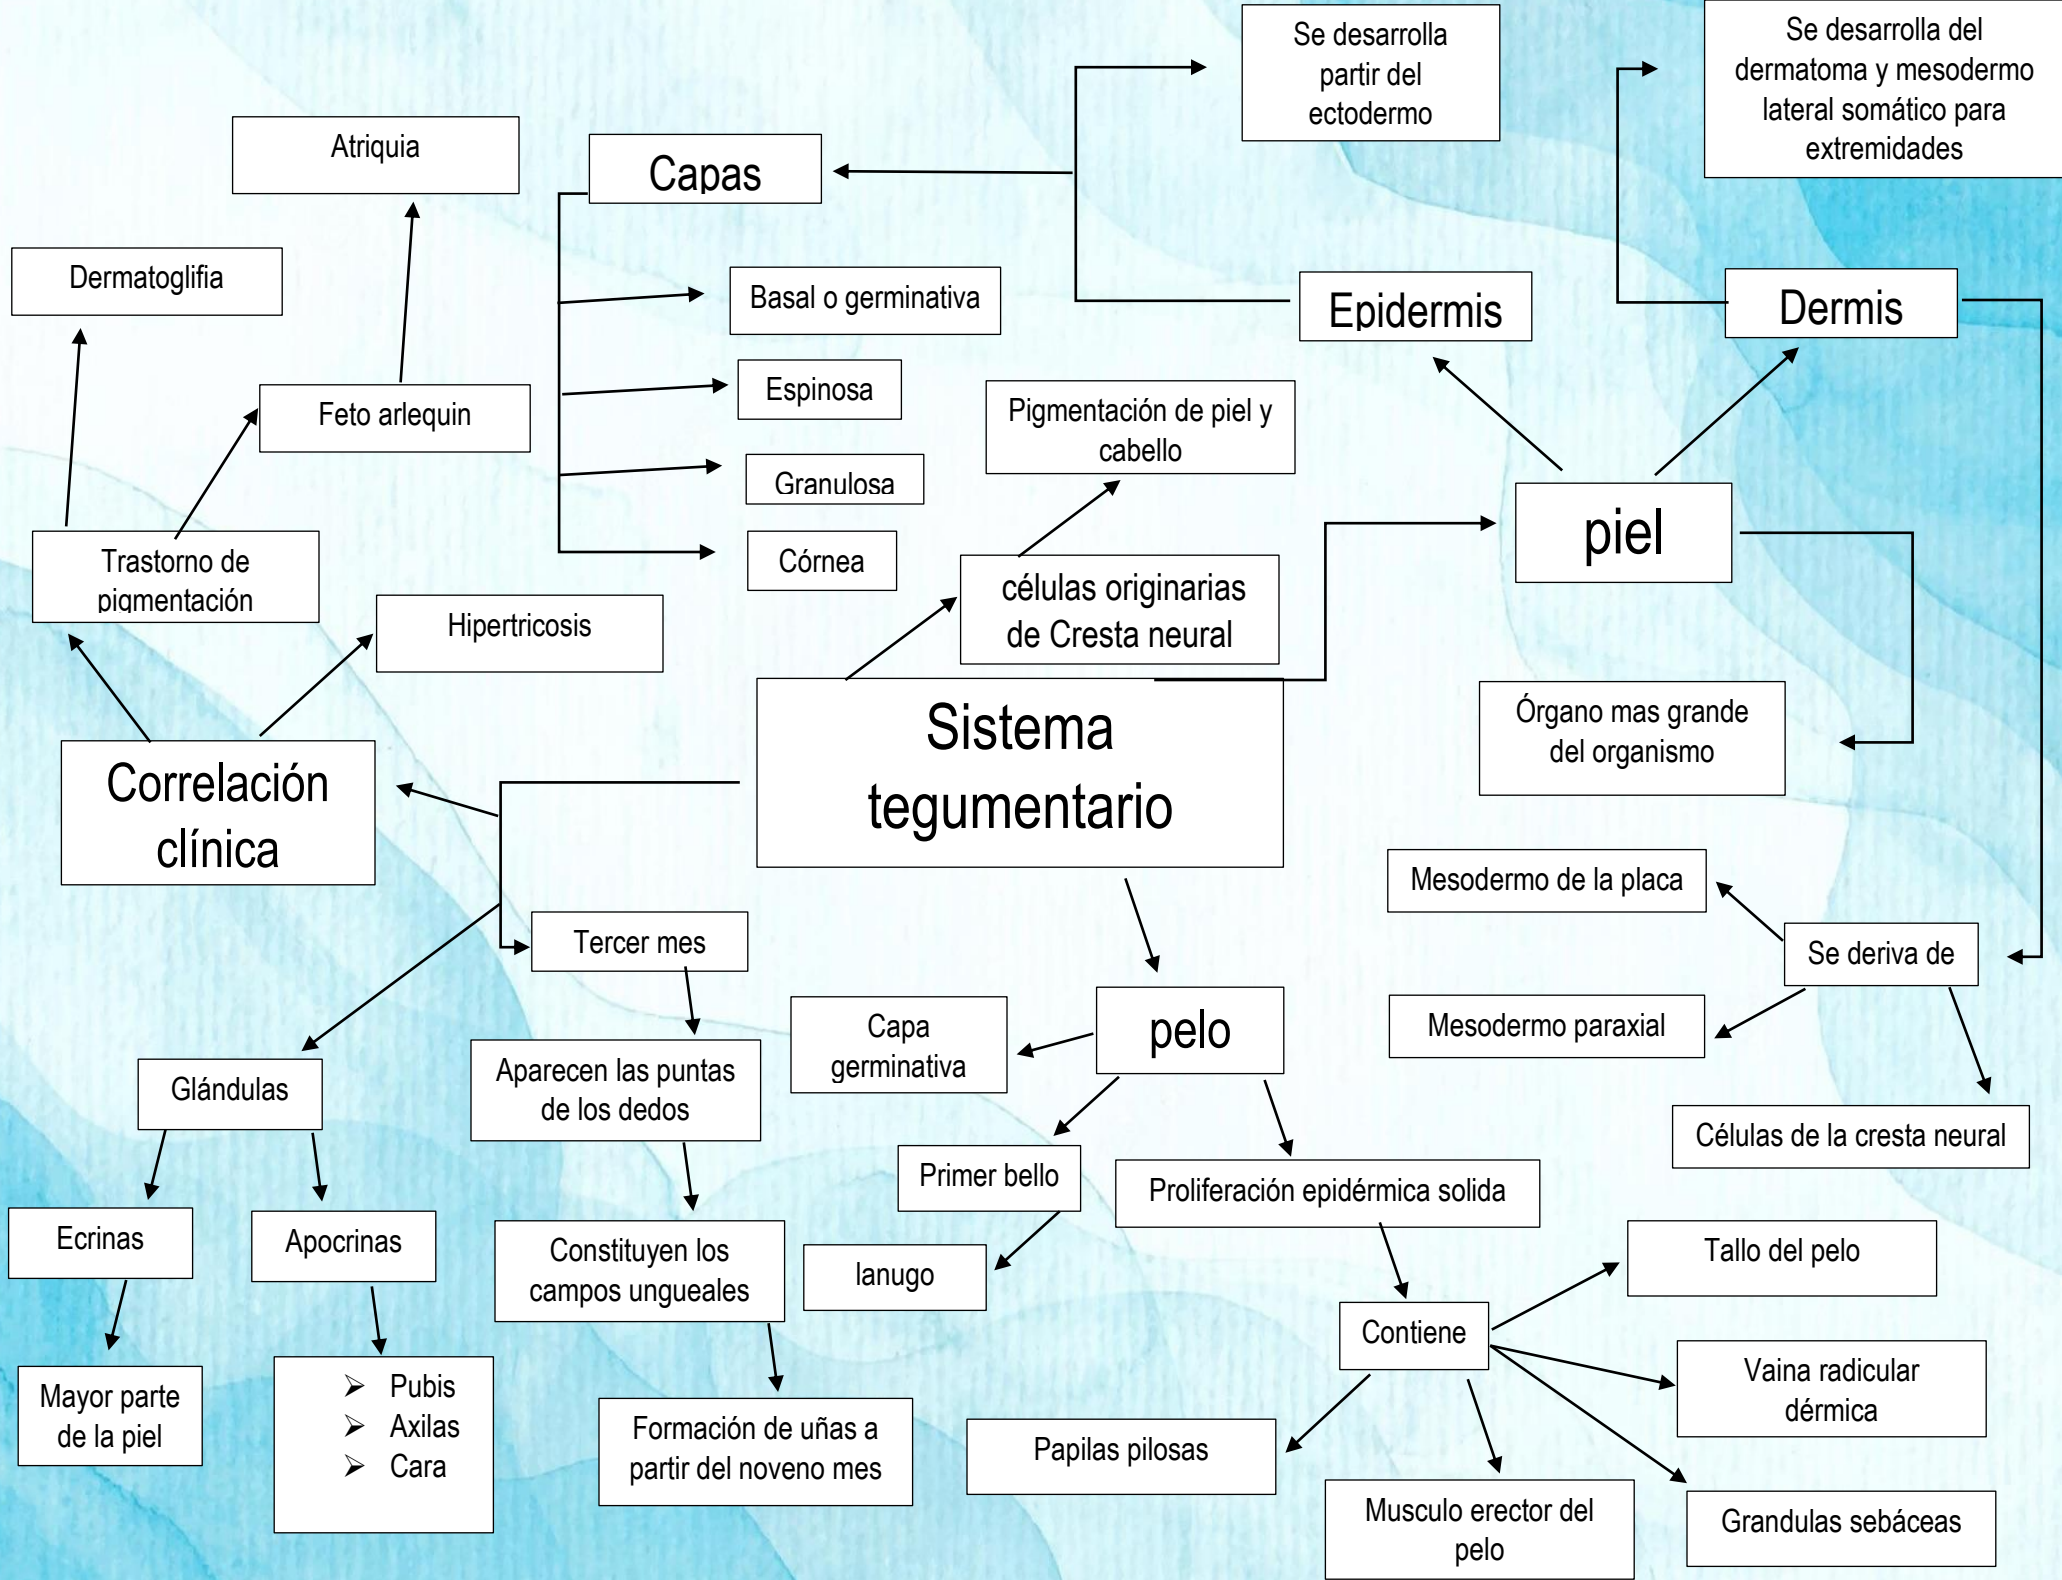 Se desarrolla
partir del
ectodermo
Se desarrolla del
dermatoma y mesodermo
lateral somático para
extremidades
Atriquia
Capas
Dermatoglifia
Basal o germinativa
Epidermis
Dermis
Espinosa
Feto arlequin
Pigmentación de piel y
cabello
Granulosa
piel
Trastorno de
pigmentación
Córnea
células originarias
de Cresta neural
Hipertricosis
Sistema
tegumentario
Órgano mas grande
del organismo
Correlación
clínica
Mesodermo de la placa
Tercer mes
Se deriva de
Capa
germinativa
pelo
Mesodermo paraxial
Glándulas
Aparecen las puntas
de los dedos
Células de la cresta neural
Primer bello
Proliferación epidérmica solida
Ecrinas
Apocrinas
Constituyen los
campos ungueales
lanugo
Tallo del pelo
Contiene
Mayor parte
de la piel
➢ Pubis
➢ Axilas
➢ Cara
Formación de uñas a
partir del noveno mes
Papilas pilosas
Vaina radicular
dérmica
Musculo erector del
pelo
Grandulas sebáceas